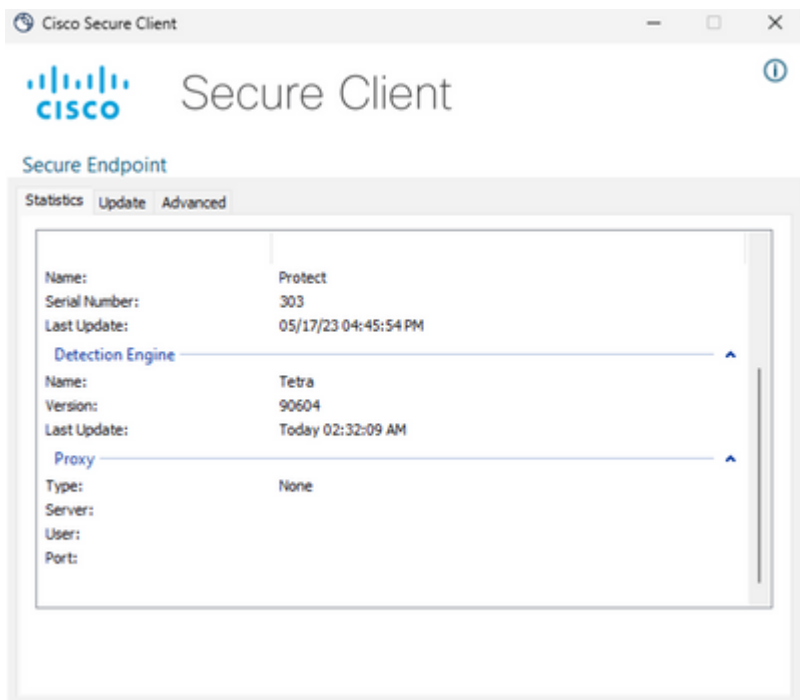 Cisco Secure Client
CISCO Secure Client
Secure Endpoint
Statistics Update Advanced
Name: Protect
Serial Number: 303
Last Update: 05/17/23 04:45:54 PM
Detection Engine
Name: Tetra
Version: 90604
Last Update: Today 02:32:09 AM
Proxy
Type: None
Server:
User:
Port: